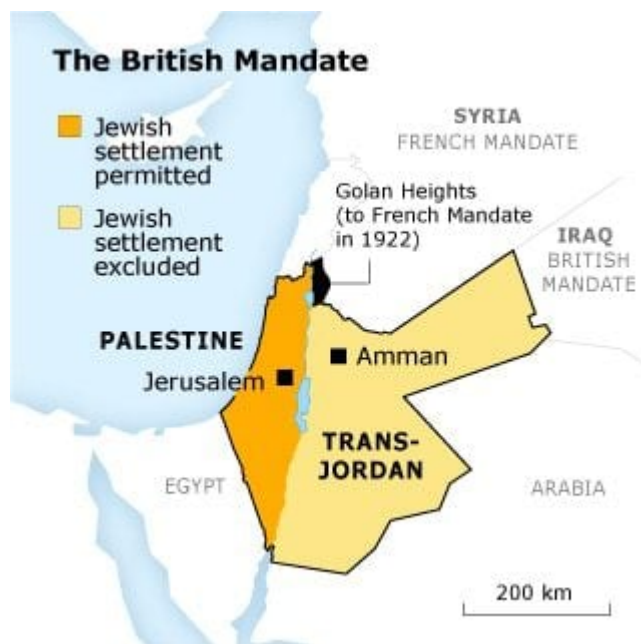 The British Mandate
Jewish
settlement
permitted
Jewish
settlement
excluded
SYRIA
FRENCH MANDATE
Golan Heights
(to French Mandate
in 1922)
IRAQ
BRITISH
MANDATE
PALESTINE
Jerusalem
Amman
TRANS-
JORDAN
EGYPT
ARABIA
200 km